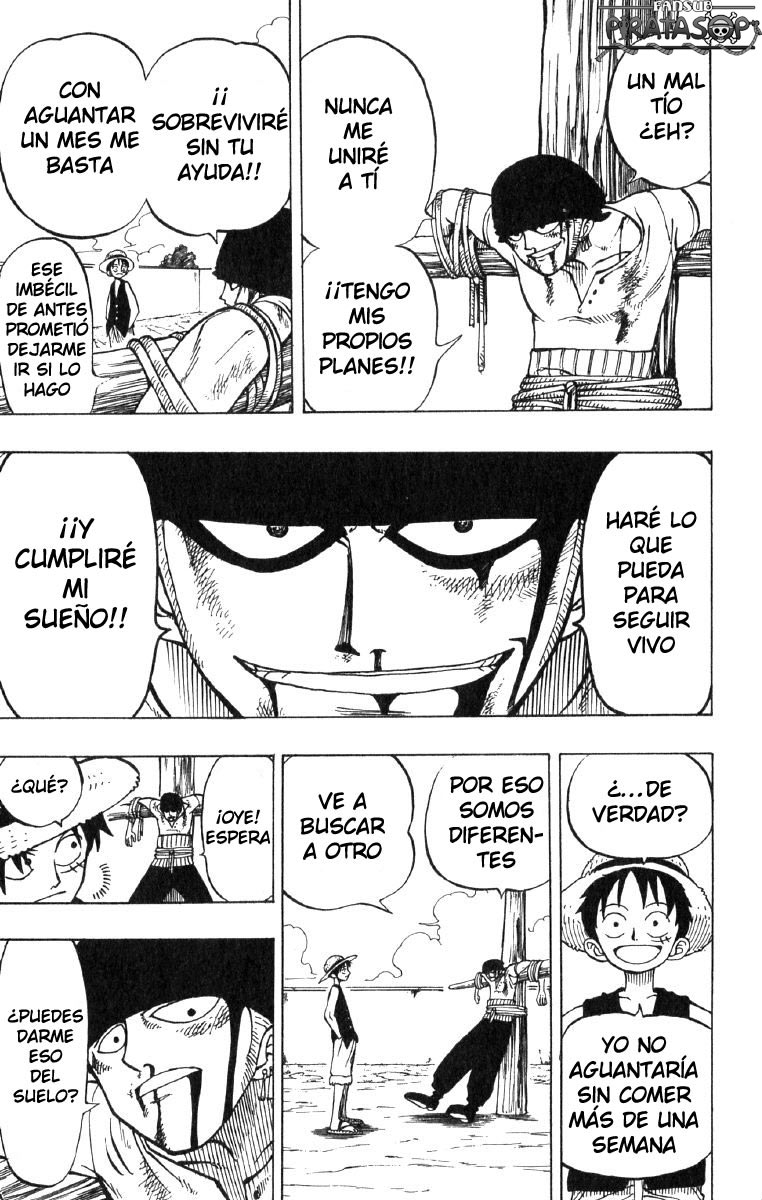 FANSUB
PIRATASOP
UN MAL
TÍO
¿EH?
NUNCA
ME
UNIRÉ
A TÍ
¡¡TENGO
MIS
PROPIOS
PLANES!!
¡¡
SOBREVIVIRÉ
SIN TU
AYUDA!!
CON
AGUANTAR
UN MES ME
BASTA
ESE
IMBÉCIL
DE ANTES
PROMETIÓ
DEJARME
IR SI LO
HAGO
HARÉ LO
QUE
PUEDA
PARA
SEGUIR
VIVO
¡¡Y
CUMPLIRÉ
MI
SUEÑO!!
¿...DE
VERDAD?
YO NO
AGUANTARÍA
SIN COMER
MÁS DE UNA
SEMANA
POR ESO
SOMOS
DIFEREN-
TES
VE A
BUSCAR
A OTRO
¡OYE!
ESPERA
¿QUÉ?
¿PUEDES
DARME
ESO
DEL
SUELO?